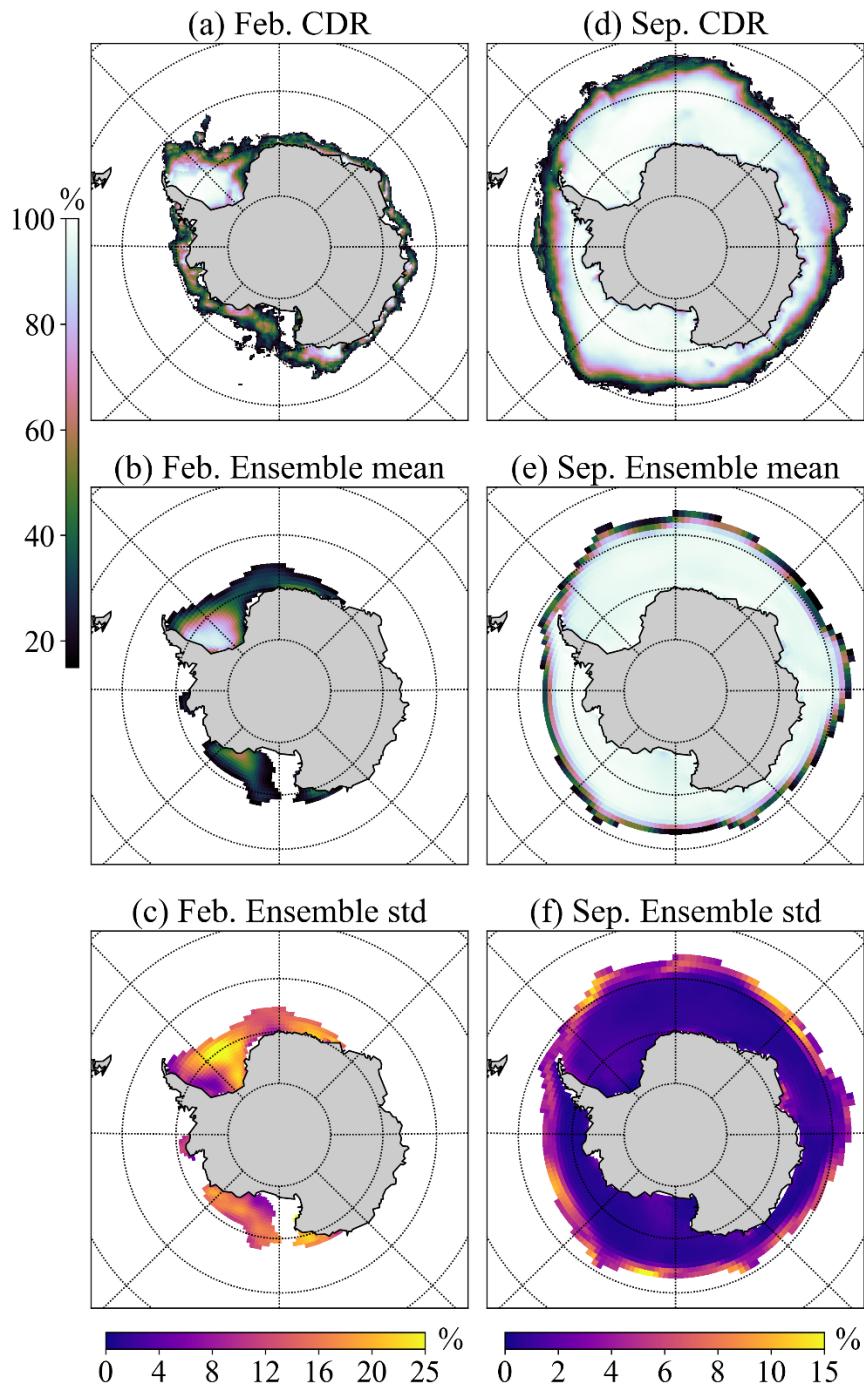 (a) Feb. CDR
(d) Sep. CDR
%
100
80
60
40
20
(b) Feb. Ensemble mean
(e) Sep. Ensemble mean
(c) Feb. Ensemble std
(f) Sep. Ensemble std
%
0 4 8 12 16 20 25
%
0 2 4 6 8 10 15